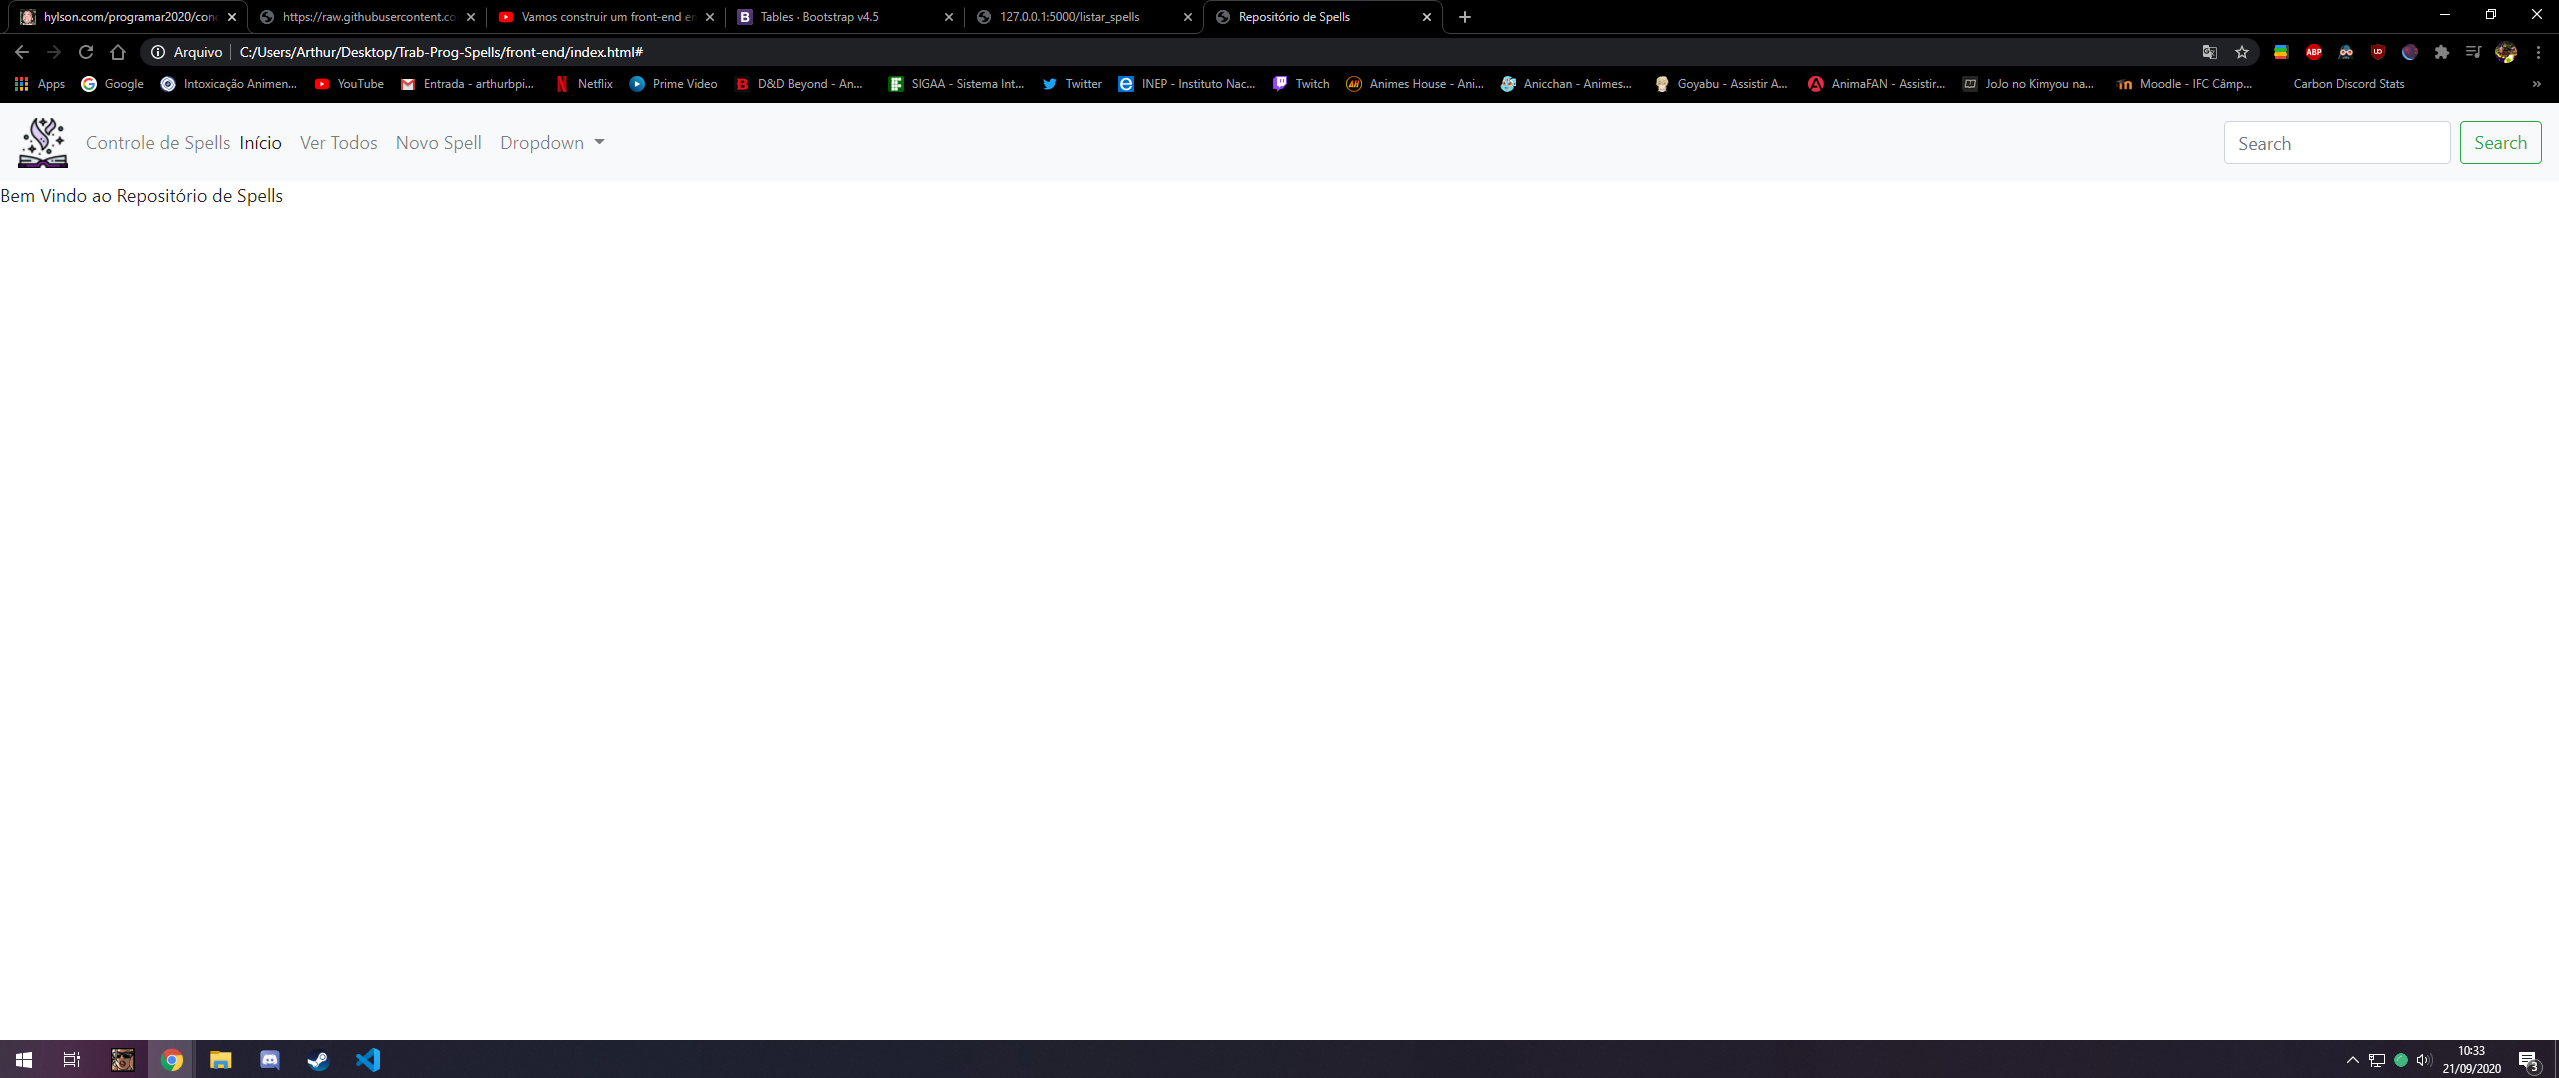 hylson.com/programar2020/con
https://raw.githubusercontent.co
Vamos construir um front-end en
Tables · Bootstrap v4.5
127.0.0.1:5000/listar_spells
Repositório de Spells
Arquivo
C:/Users/Arthur/Desktop/Trab-Prog-Spells/front-end/index.html#
Apps
Google
Intoxicação Animen...
YouTube
Entrada - arthurbpi...
Netflix
Prime Video
D&D Beyond - An...
SIGAA - Sistema Int...
Twitter
INEP - Instituto Nac...
Twitch
Animes House - Ani...
Anicchan - Animes...
Goyabu - Assistir A...
AnimaFAN - Assistir...
JoJo no Kimyou na...
Moodle - IFC Câmp...
Carbon Discord Stats
Controle de Spells
Início
Ver Todos
Novo Spell
Dropdown
Search
Search
Bem Vindo ao Repositório de Spells
10:33
21/09/2020
3